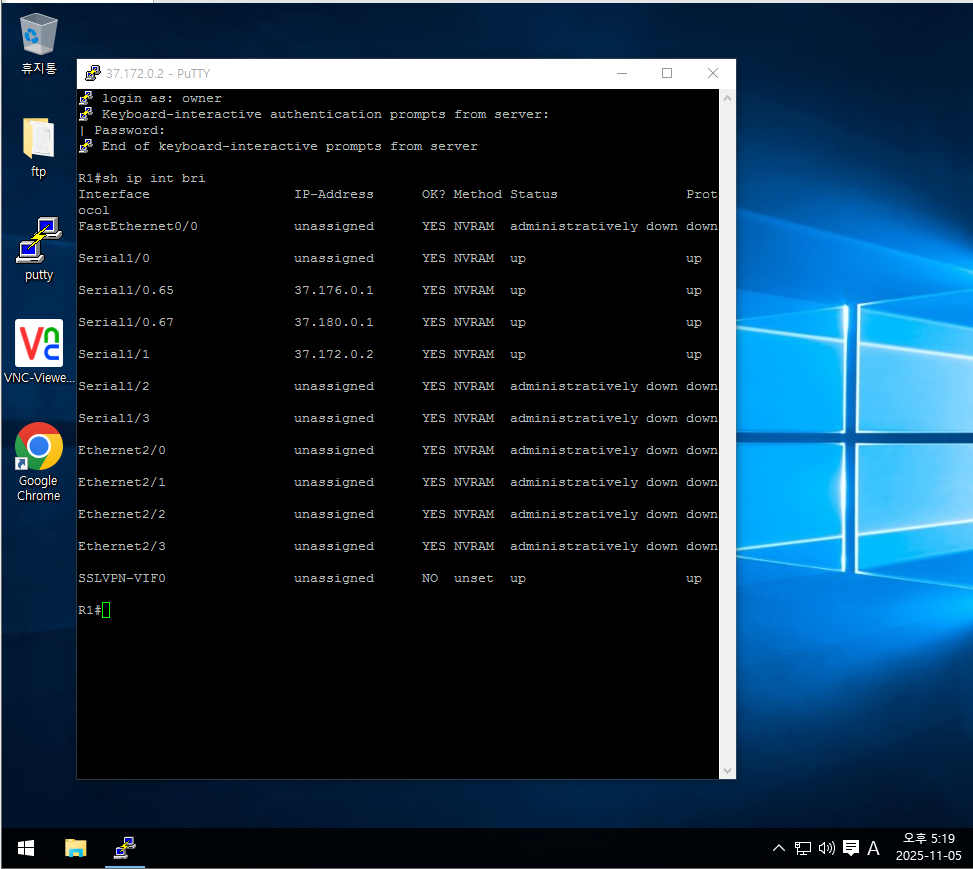 휴지통
ftp
putty
VNC-Viewe...
Google
Chrome
37.172.0.2 - PuTTY
login as: owner
Keyboard-interactive authentication prompts from server:
| Password:
End of keyboard-interactive prompts from server
R1#sh ip int bri
Interface IP-Address OK? Method Status Prot
ocol
FastEthernet0/0 unassigned YES NVRAM administratively down down
Serial1/0 unassigned YES NVRAM up up
Serial1/0.65 37.176.0.1 YES NVRAM up up
Serial1/0.67 37.180.0.1 YES NVRAM up up
Serial1/1 37.172.0.2 YES NVRAM up up
Serial1/2 unassigned YES NVRAM administratively down down
Serial1/3 unassigned YES NVRAM administratively down down
Ethernet2/0 unassigned YES NVRAM administratively down down
Ethernet2/1 unassigned YES NVRAM administratively down down
Ethernet2/2 unassigned YES NVRAM administratively down down
Ethernet2/3 unassigned YES NVRAM administratively down down
SSLVPN-VIF0 unassigned NO unset up up
R1#
A
오후 5:19
2025-11-05